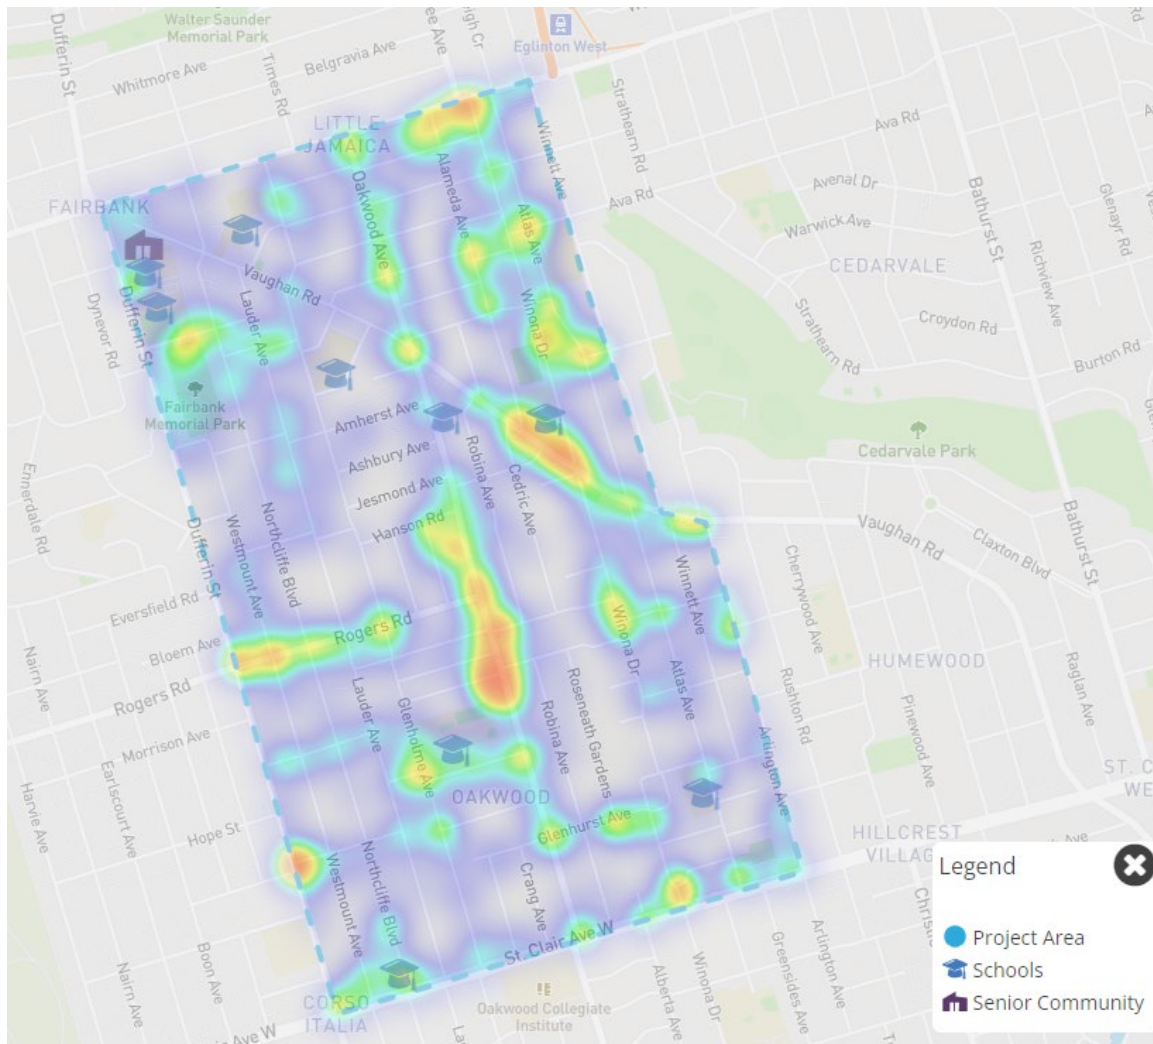 Walter Saunder
Memorial Park
Dufferin St
Whitmore Ave
Times Rd
Belgravia Ave
Eglinton West
Strathearn Rd
Ava Rd
Bathurst St
Glenayr Rd
LITTLE
JAMAICA
Winnett Ave
Alameda Ave
Oakwood Ave
Atlas Ave
Ava Rd
Avenal Dr
Warwick Ave
Richview Ave
FAIRBANK
CEDARVALE
Vaughan Rd
Dynevor Rd
Dufferin St
Lauder Ave
Winona Dr
Strathearn Rd
Croydon Rd
Burton Rd
Fairbank
Memorial Park
Amherst Ave
Cedarvale Park
Ashbury Ave
Robina Ave
Cedric Ave
Jesmond Ave
Hanson Rd
Ennerdale Rd
Bathurst St
Vaughan Rd
Claxton Blvd
Dufferin St
Westmount Ave
Northcliffe Blvd
Cherrywood Ave
Winnett Ave
Eversfield Rd
Bloem Ave
Rogers Rd
Winona Dr
Nairn Ave
Rogers Rd
HUMEWOOD
Raglan Ave
Atlas Ave
Rushton Rd
Roseneath Gardens
Pinewood Ave
Lauder Ave
Glenholme Ave
Robina Ave
Morrison Ave
Arlington Ave
Harvie Ave
Earlscourt Ave
OAKWOOD
ST. C
WE
Hope St
Glenhurst Ave
HILLCREST
VILLAG
Westmount Ave
Northcliffe Blvd
Crang Ave
St. Clair Ave W
Boon Ave
Nairn Ave
Alberta Ave
Winona Dr
Greensides Ave
Arlington Ave
CORSO
ITALIA
Oakwood Collegiate
Institute
Ave W
Legend
Project Area
Schools
Senior Community